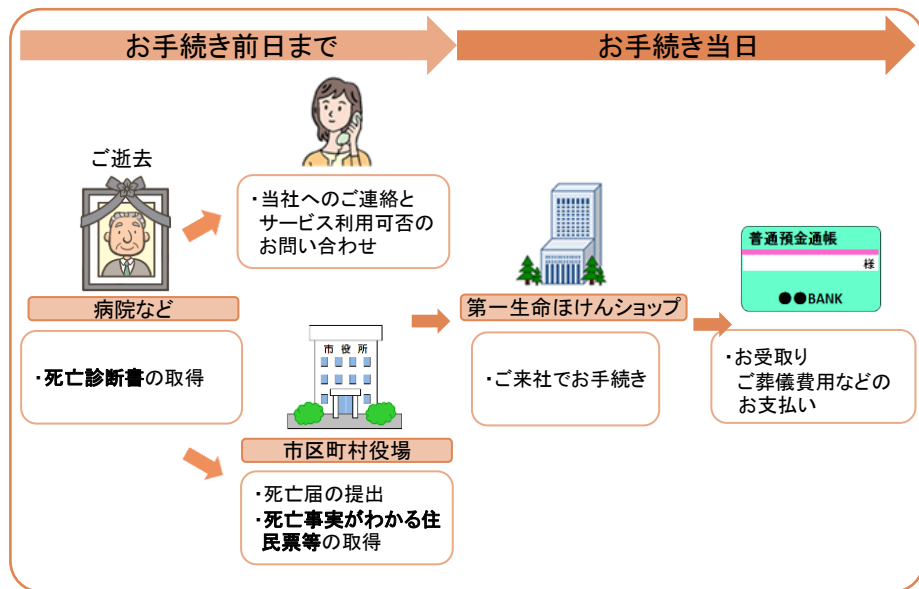 お手続き前日まで
お手続き当日
ご逝去
病院など
・死亡診断書の取得
・当社へのご連絡と
サービス利用可否の
お問い合わせ
市役所
市区町村役場
・死亡届の提出
・死亡事実がわかる住
民票等の取得
第一生命ほけんショップ
・ご来社でお手続き
普通預金通帳
様
●●BANK
・お受取り
ご葬儀費用などの
お支払い